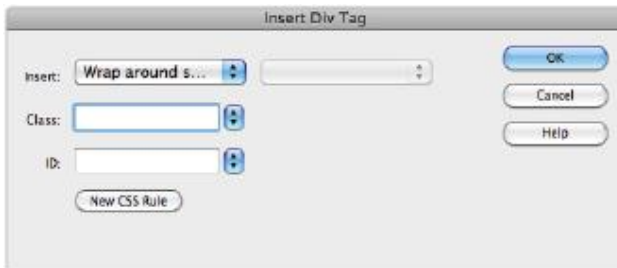 Insert Div Tag
Insert: Wrap around s...
OK
Cancel
Class:
Help
ID:
New CSS Rule